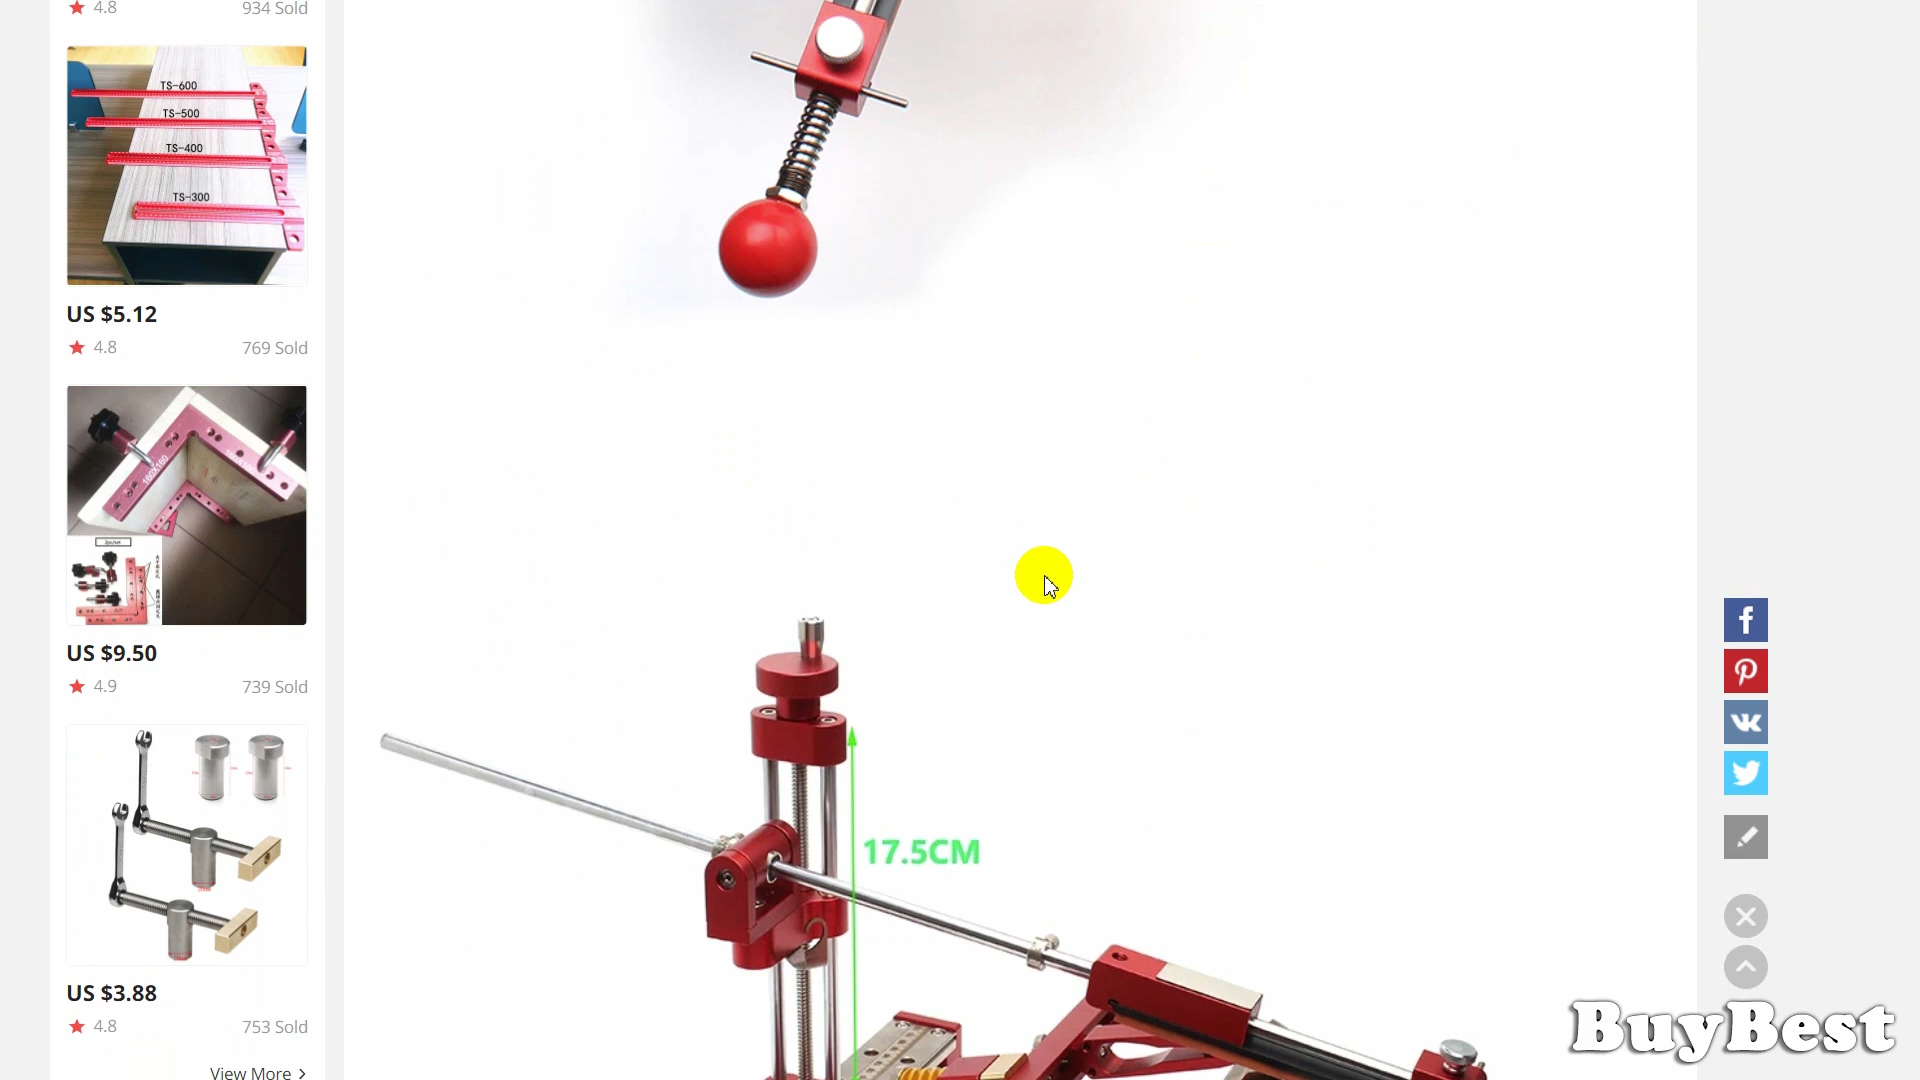 4.8 934 Sold
TS-600
TS-500
TS-400
TS-300
US $5.12
4.8 769 Sold
160X160
US $9.50
4.9 739 Sold
US $3.88
4.8 753 Sold
View More >
17.5CM
BuyBest